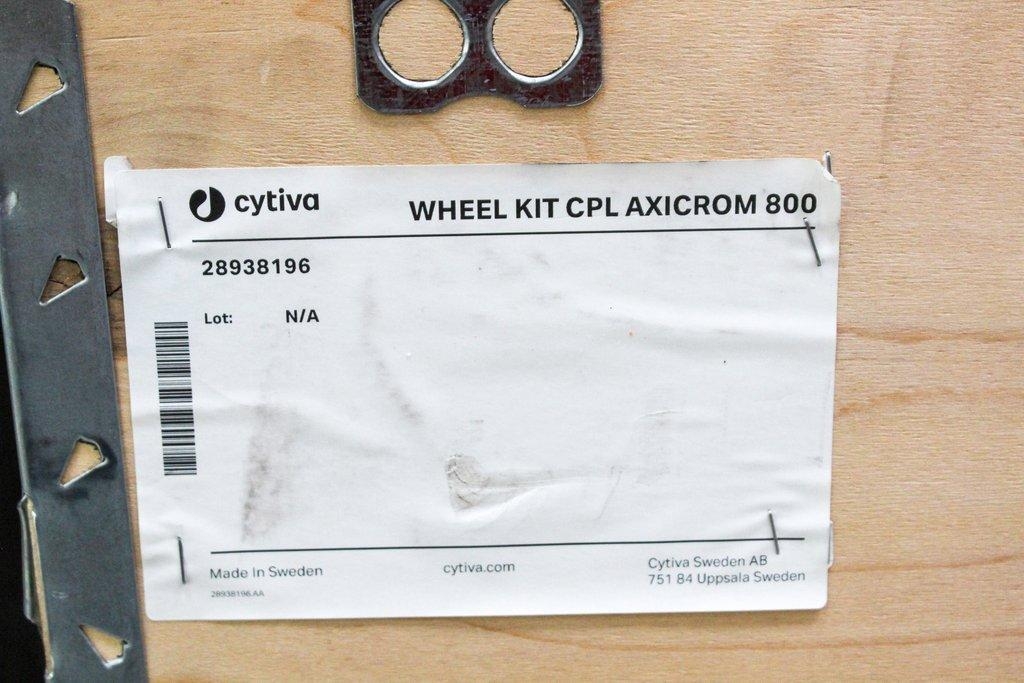 cytiva
WHEEL KIT CPL AXICROM 800
28938196
Lot: N/A
Made In Sweden
28938196.AA
cytiva.com
Cytiva Sweden AB
751 84 Uppsala Sweden